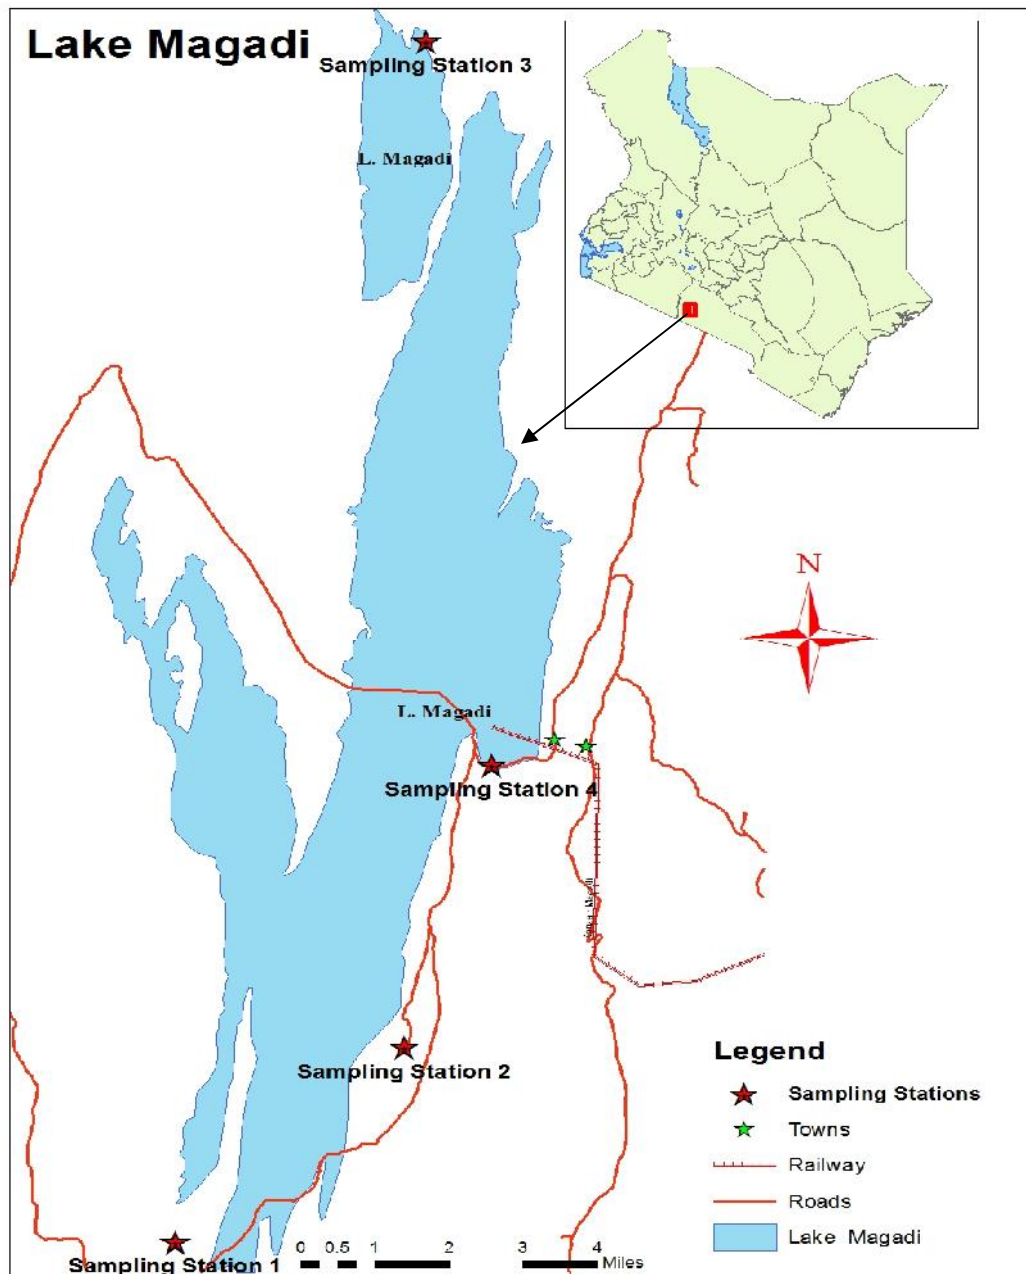 Lake Magadi
Sampling Station 3
L. Magadi
N
L. Magadi
Sampling Station 4
Sampling Station 2
Legend
Sampling Stations
Towns
Railway
Roads
Lake Magadi
Sampling Station 1
0 0.5 1 2 3 4
Miles